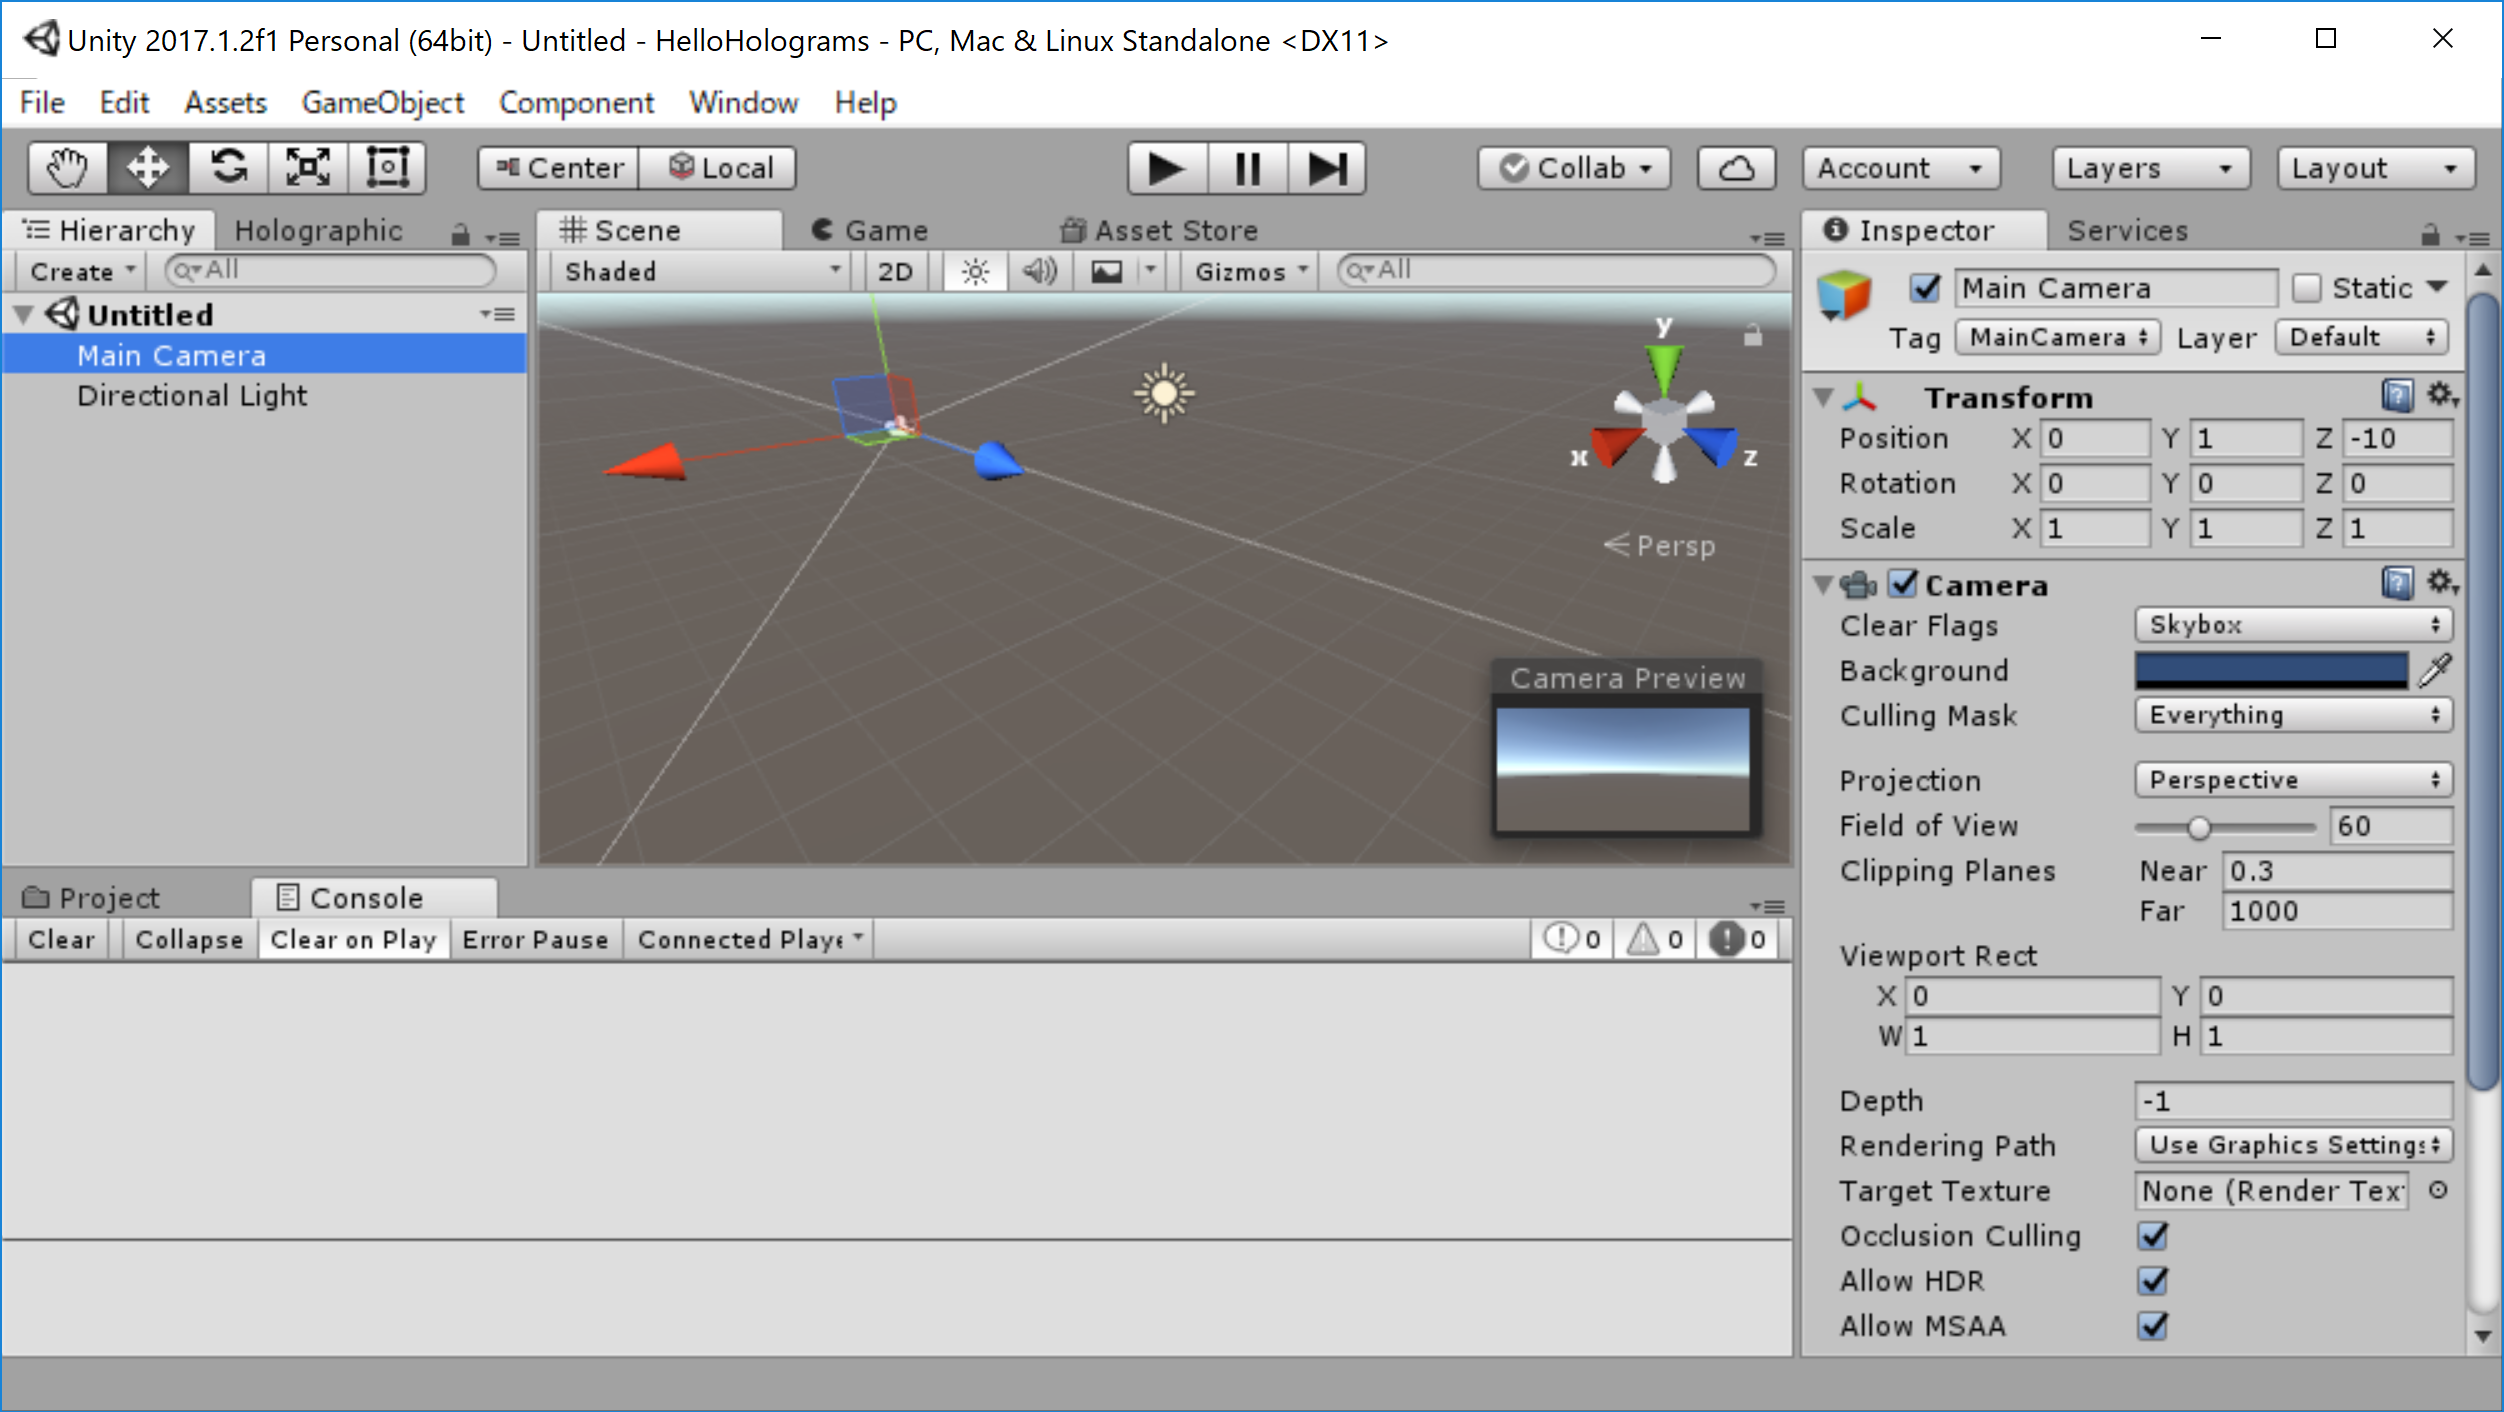 Unity 2017.1.2f1 Personal (64bit) - Untitled - HelloHolograms - PC, Mac & Linux Standalone <DX11>
File Edit Assets GameObject Component Window Help
Center Local Collab Account Layers Layout
Hierarchy Holographic
Create All
Untitled
Main Camera
Directional Light
Scene Game Asset Store
Shaded 2D Gizmos All
y
x z
Persp
Camera Preview
Project Console
Clear Collapse Clear on Play Error Pause Connected Playe 0 0 0
Inspector Services
Main Camera Static
Tag MainCamera Layer Default
Transform
Position X 0 Y 1 Z -10
Rotation X 0 Y 0 Z 0
Scale X 1 Y 1 Z 1
Camera
Clear Flags Skybox
Background
Culling Mask Everything
Projection Perspective
Field of View 60
Clipping Planes Near 0.3
Far 1000
Viewport Rect
X 0 Y 0
W 1 H 1
Depth -1
Rendering Path Use Graphics Settings
Target Texture None (Render Tex
Occlusion Culling
Allow HDR
Allow MSAA